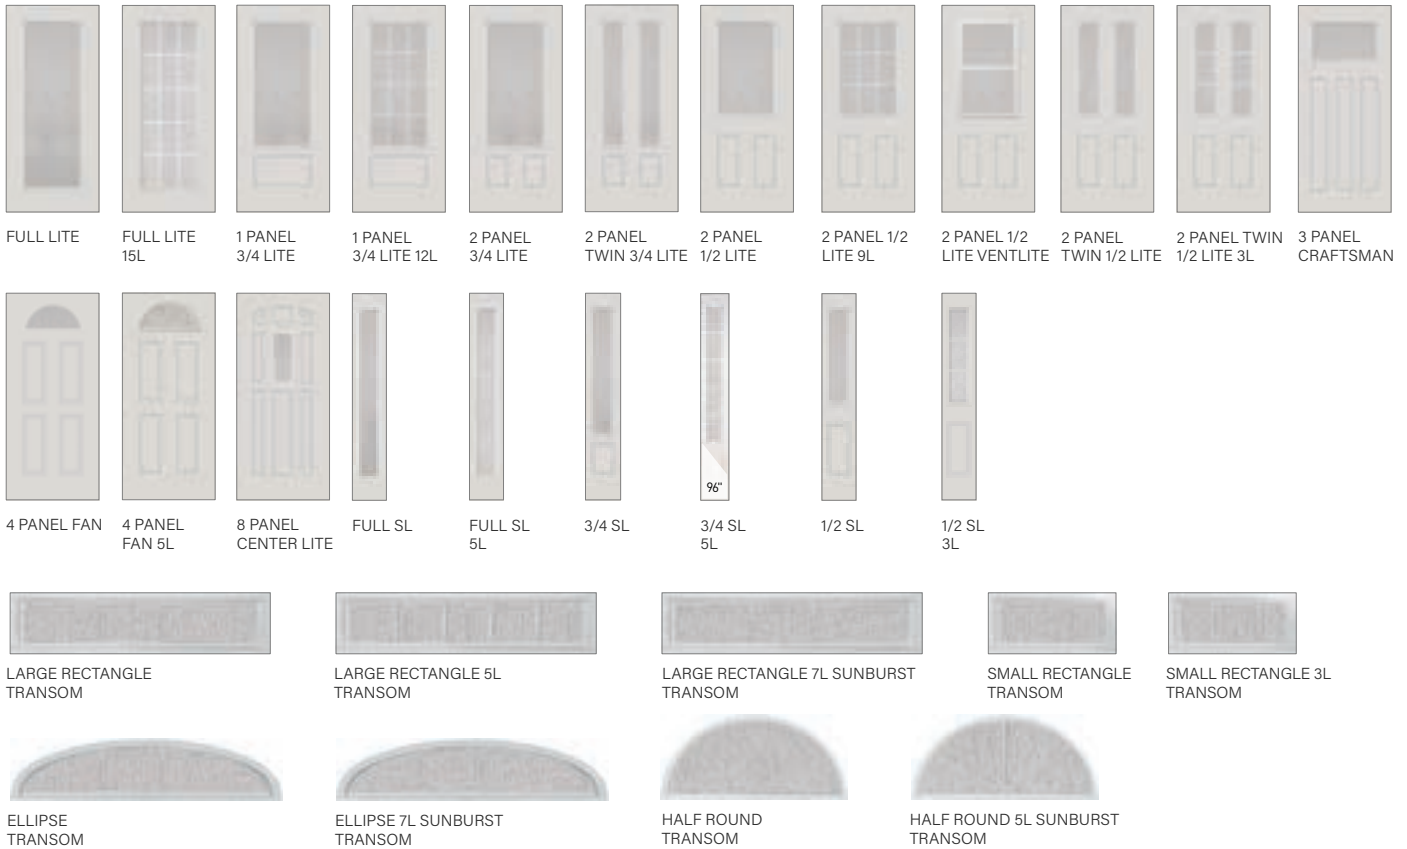 FULL LITE
FULL LITE
15L
1 PANEL
3/4 LITE
1 PANEL
3/4 LITE 12L
2 PANEL
3/4 LITE
2 PANEL
TWIN 3/4 LITE
2 PANEL
1/2 LITE
2 PANEL 1/2
LITE 9L
2 PANEL 1/2
LITE VENTLITE
2 PANEL
TWIN 1/2 LITE
2 PANEL TWIN
1/2 LITE 3L
3 PANEL
CRAFTSMAN
4 PANEL FAN
4 PANEL
FAN 5L
8 PANEL
CENTER LITE
FULL SL
FULL SL
5L
3/4 SL
96"
3/4 SL
5L
1/2 SL
1/2 SL
3L
LARGE RECTANGLE
TRANSOM
LARGE RECTANGLE 5L
TRANSOM
LARGE RECTANGLE 7L SUNBURST
TRANSOM
SMALL RECTANGLE
TRANSOM
SMALL RECTANGLE 3L
TRANSOM
ELLIPSE
TRANSOM
ELLIPSE 7L SUNBURST
TRANSOM
HALF ROUND
TRANSOM
HALF ROUND 5L SUNBURST
TRANSOM